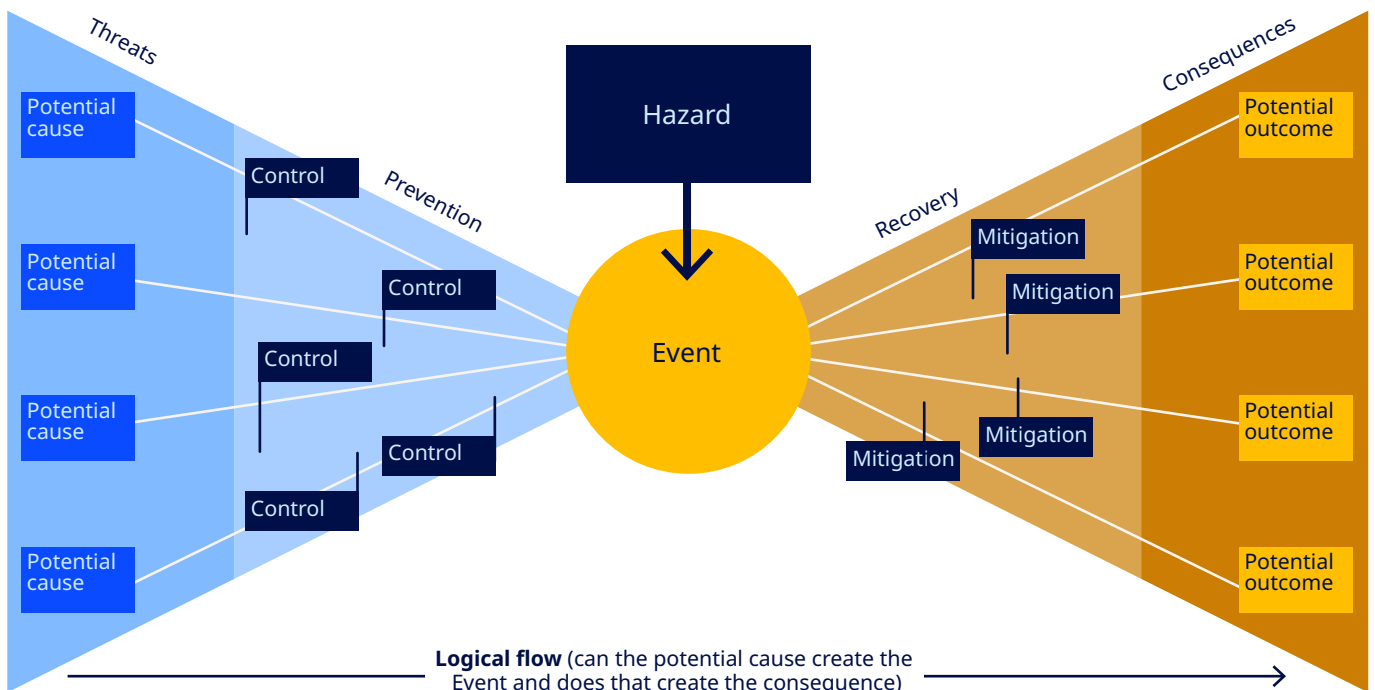 Threats
Consequences
Hazard
Potential
cause
Potential
outcome
Control
Prevention
Recovery
Mitigation
Potential
cause
Potential
outcome
Control
Mitigation
Event
Control
Potential
cause
Potential
outcome
Control
Mitigation
Mitigation
Control
Potential
cause
Potential
outcome
Logical flow (can the potential cause create the
Event and does that create the consequence)